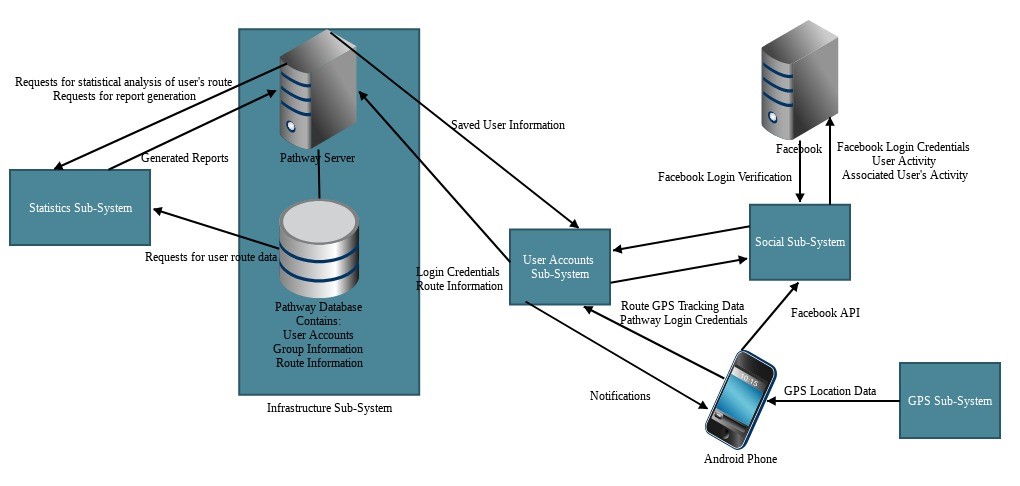 Requests for statistical analysis of user's route
Requests for report generation
Generated Reports
Statistics Sub-System
Requests for user route data
Pathway Server
Pathway Database
Contains:
User Accounts
Group Information
Route Information
Infrastructure Sub-System
Saved User Information
Login Credentials
Route Information
User Accounts
Sub-System
Facebook
Facebook Login Verification
Facebook Login Credentials
User Activity
Associated User's Activity
Social Sub-System
Route GPS Tracking Data
Pathway Login Credentials
Facebook API
Notifications
10:15
Android Phone
GPS Location Data
GPS Sub-System